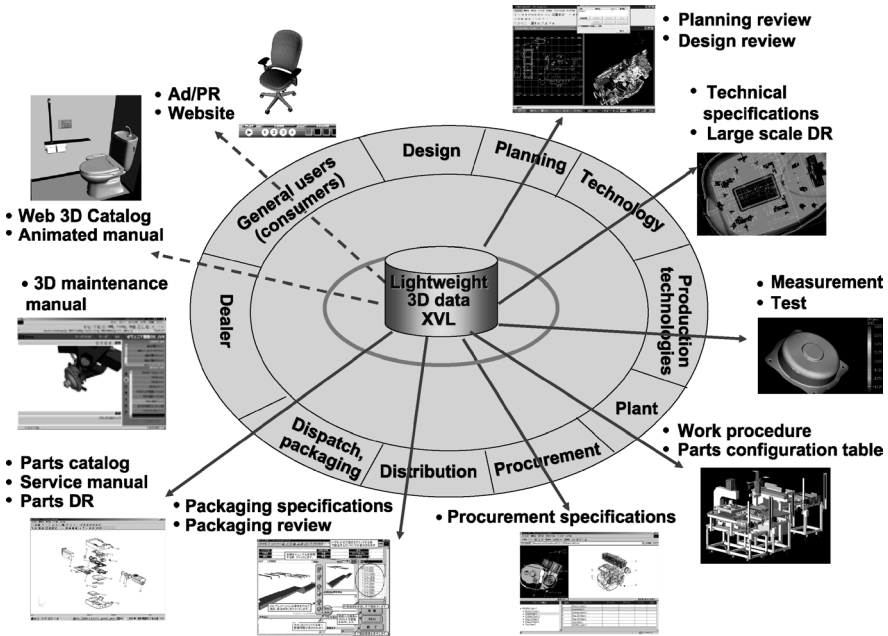 • Planning review
• Design review
• Technical
specifications
• Large scale DR
• Ad/PR
• Website
• Web 3D Catalog
• Animated manual
• 3D maintenance
manual
• Measurement
• Test
General users
(consumers)
Design
Planning
Technology
Production
technologies
Plant
Procurement
Distribution
Dispatch,
packaging
Dealer
Lightweight
3D data
XVL
• Work procedure
• Parts configuration table
• Parts catalog
• Service manual
• Parts DR
• Packaging specifications
• Packaging review
• Procurement specifications